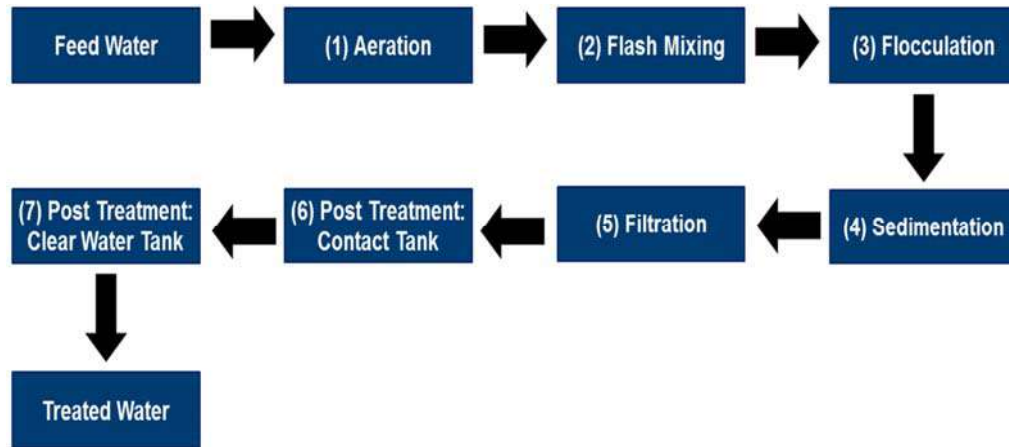 Feed Water
(1) Aeration
(2) Flash Mixing
(3) Flocculation
(4) Sedimentation
(5) Filtration
(6) Post Treatment:
Contact Tank
(7) Post Treatment:
Clear Water Tank
Treated Water